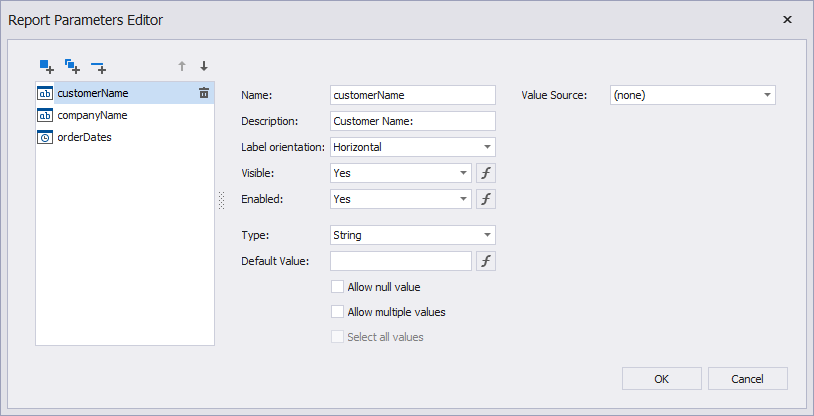 Report Parameters Editor
customerName
companyName
orderDates
Name: customerName
Description: Customer Name:
Label orientation: Horizontal
Visible: Yes
Enabled: Yes
Type: String
Default Value:
Allow null value
Allow multiple values
Select all values
Value Source: (none)
OK Cancel